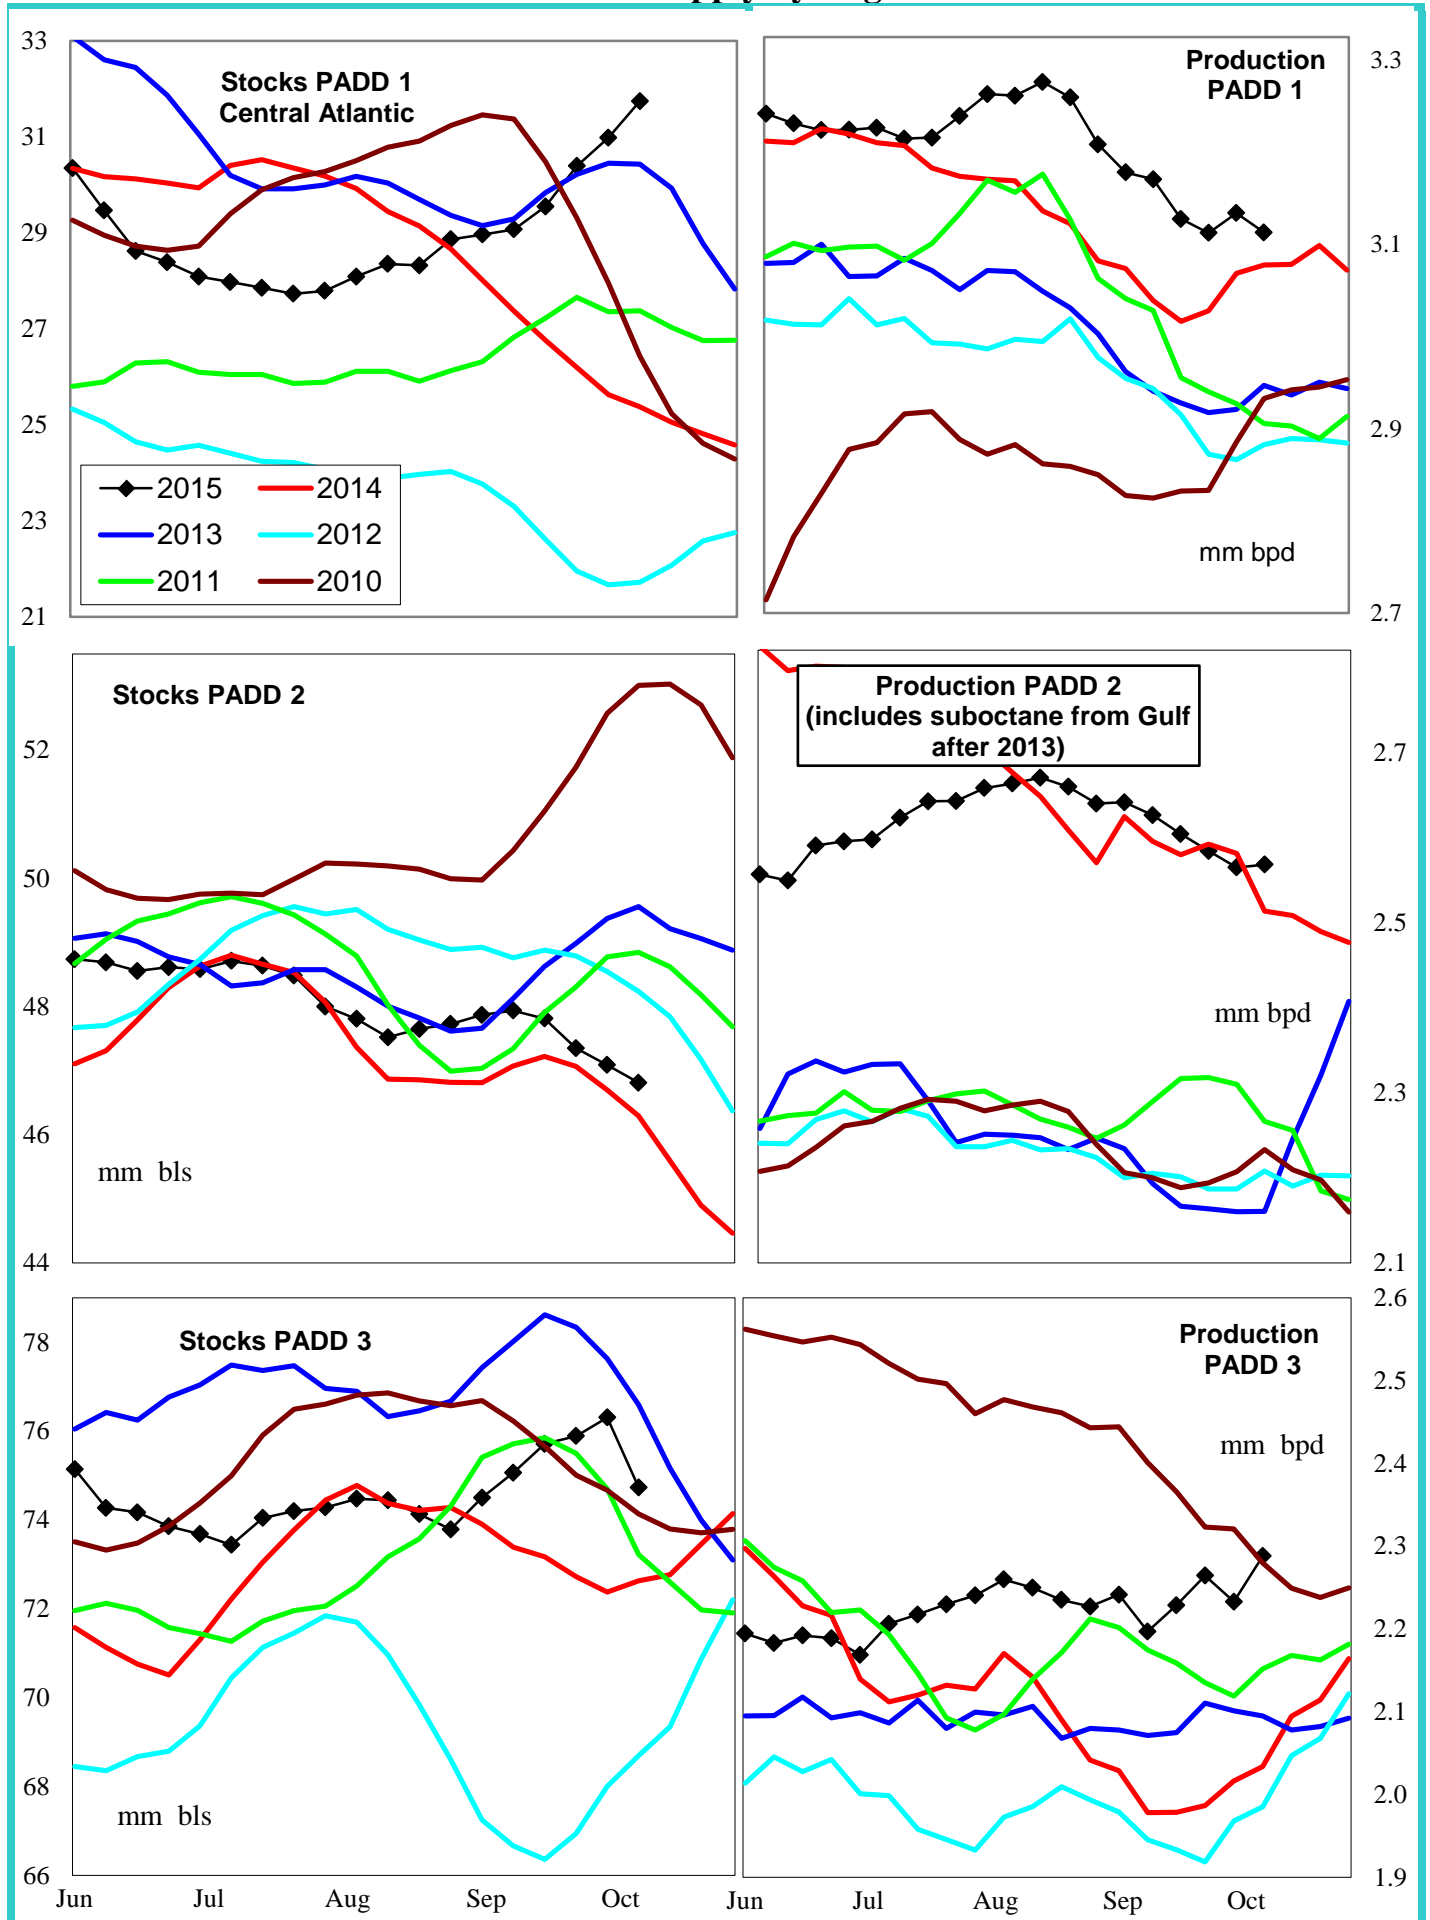 33
31
29
27
25
23
21
Stocks PADD 1
Central Atlantic
2015 2014
2013 2012
2011 2010
Production
PADD 1
mm bpd
3.3
3.1
2.9
2.7
52
50
48
46
44
Stocks PADD 2
mm bls
Production PADD 2
(includes suboctane from Gulf
after 2013)
mm bpd
2.7
2.5
2.3
2.1
78
76
74
72
70
68
66
Stocks PADD 3
mm bls
Jun Jul Aug Sep Oct
Production
PADD 3
mm bpd
2.6
2.5
2.4
2.3
2.2
2.1
2.0
1.9
Jun Jul Aug Sep Oct